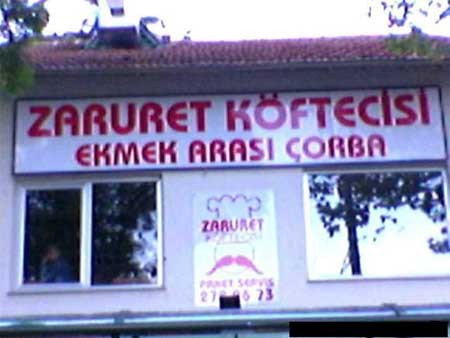 ZARURET KÖFTECİSİ
EKMEK ARASI ÇORBA
ZARURET
PAKET SERVİS